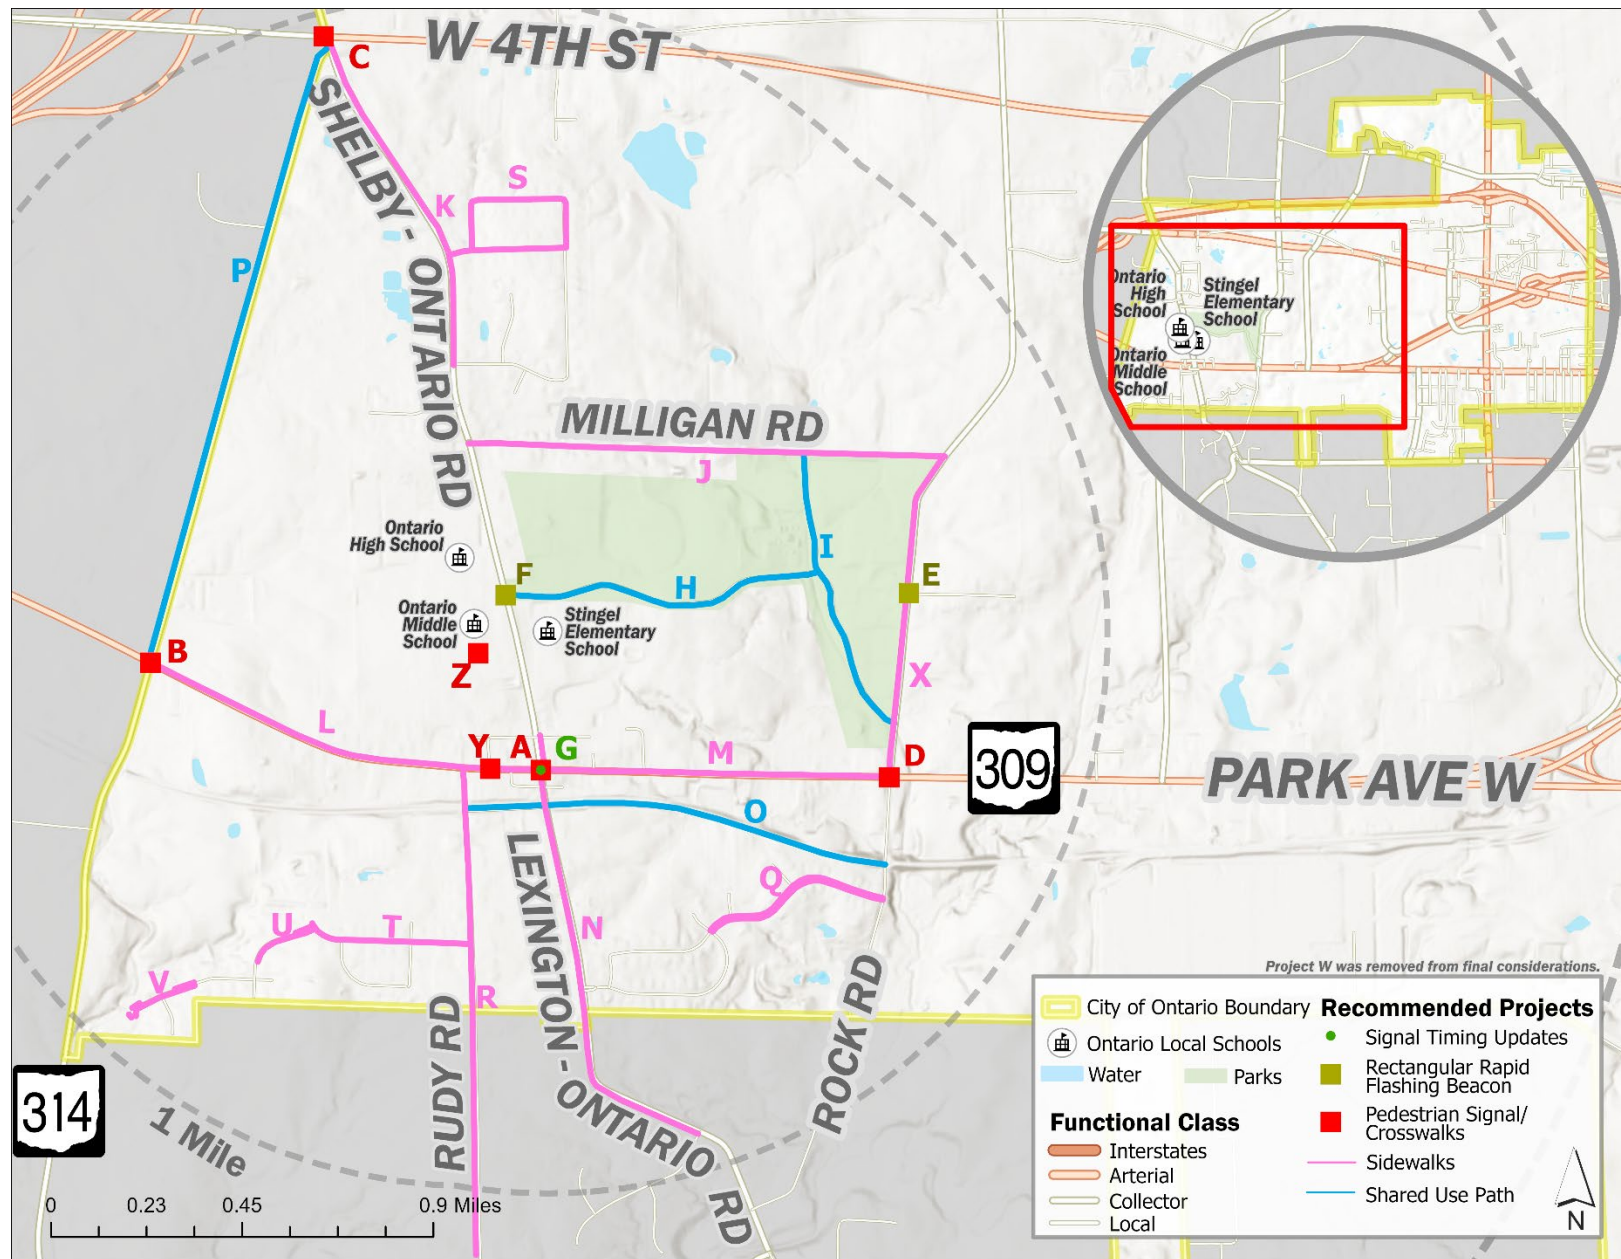 W 4TH ST
C
SHELBY - ONTARIO RD
S
K
P
Ontario
High
School
Stingel
Elementary
School
Ontario
Middle
School
MILLIGAN RD
J
Ontario
High School
F
H
I
E
Ontario
Middle
School
Stingel
Elementary
School
B
Z
X
L
Y
A
G
M
D
309
PARK AVE W
O
LEXINGTON - ONTARIO RD
Q
U
T
N
V
R
RUDY RD
ROCK RD
314
1 Mile
0
0.23
0.45
0.9 Miles
Project W was removed from final considerations.
City of Ontario Boundary
Ontario Local Schools
Water
Parks
Functional Class
Interstates
Arterial
Collector
Local
Recommended Projects
Signal Timing Updates
Rectangular Rapid
Flashing Beacon
Pedestrian Signal/
Crosswalks
Sidewalks
Shared Use Path
N